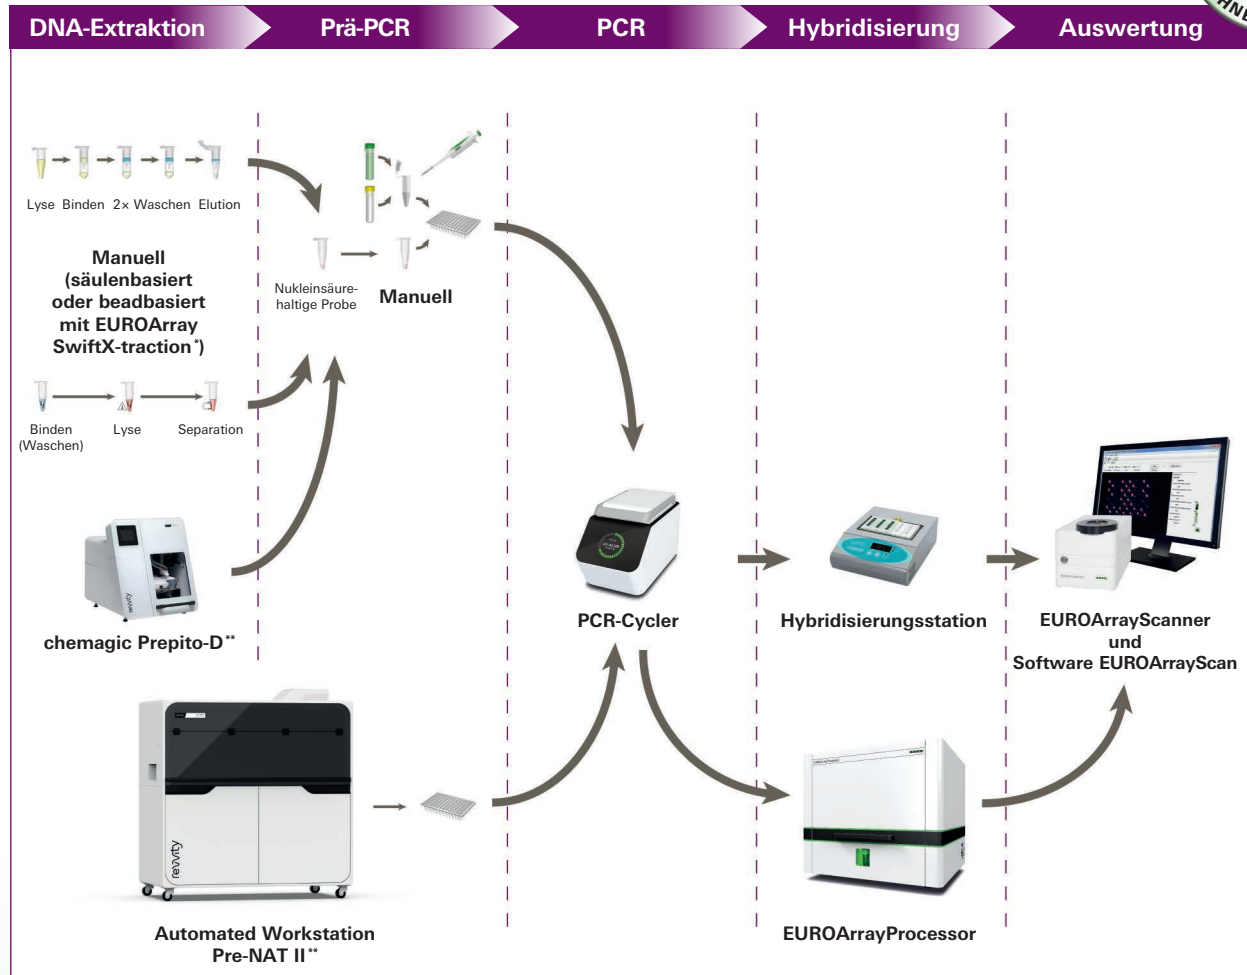 DNA-Extraktion
Prä-PCR
PCR
Hybridisierung
Auswertung
Lyse Binden 2× Waschen Elution
Manuell
(säulenbasiert
oder beadbasiert
mit EUROArray
SwiftX-traction*)
Binden
(Waschen)
Lyse
Separation
Nukleinsäure-
haltige Probe
Manuell
revvity
chemagic Prepito-D**
PCR-Cycler
Hybridisierungsstation
EUROArrayScanner
und
Software EUROArrayScan
revvity
Automated Workstation
Pre-NAT II**
EUROArrayProcessor